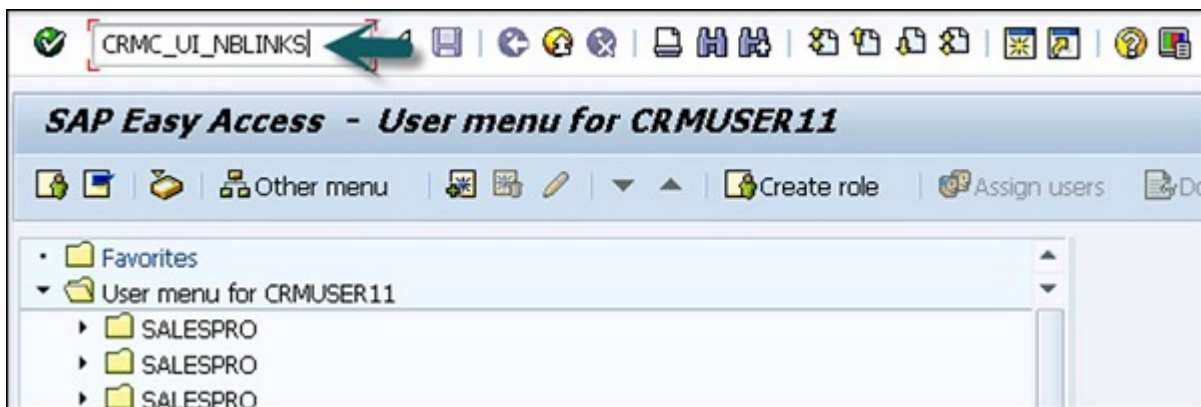 CRMC_UI_NBLINKS
SAP Easy Access - User menu for CRMUSER11
Other menu Create role Assign users Do
Favorites
User menu for CRMUSER11
SALESPRO
SALESPRO
SALESPRO